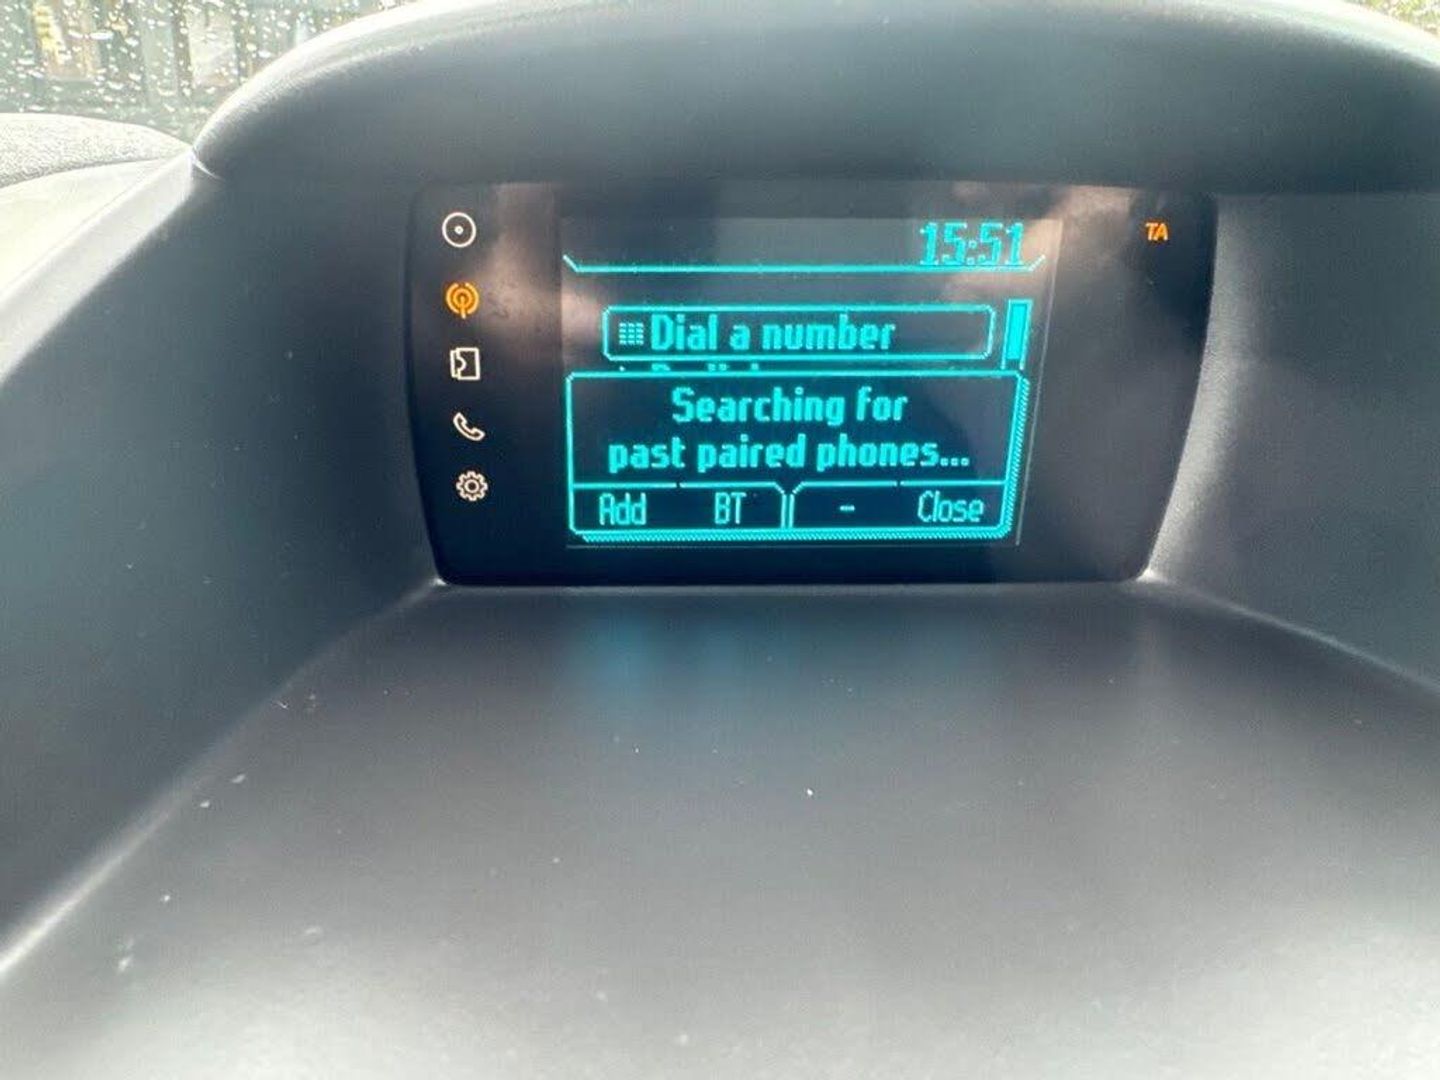 15:51
TA
Dial a number
Searching for
past paired phones...
Add BT - Close